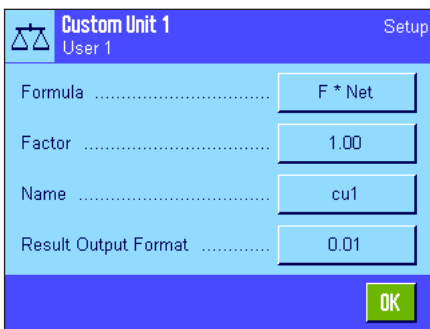 Custom Unit 1 Setup
User 1
Formula ................................ F * Net
Factor ................................... 1.00
Name ................................... cu1
Result Output Format ............ 0.01
OK